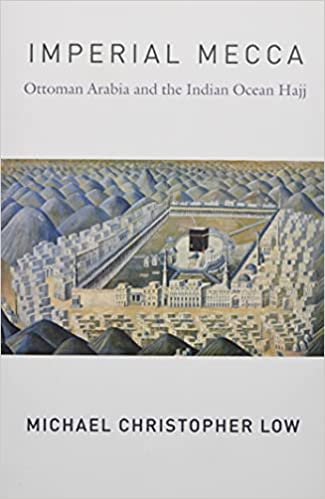 IMPERIAL MECCA
Ottoman Arabia and the Indian Ocean Hajj
MICHAEL CHRISTOPHER LOW